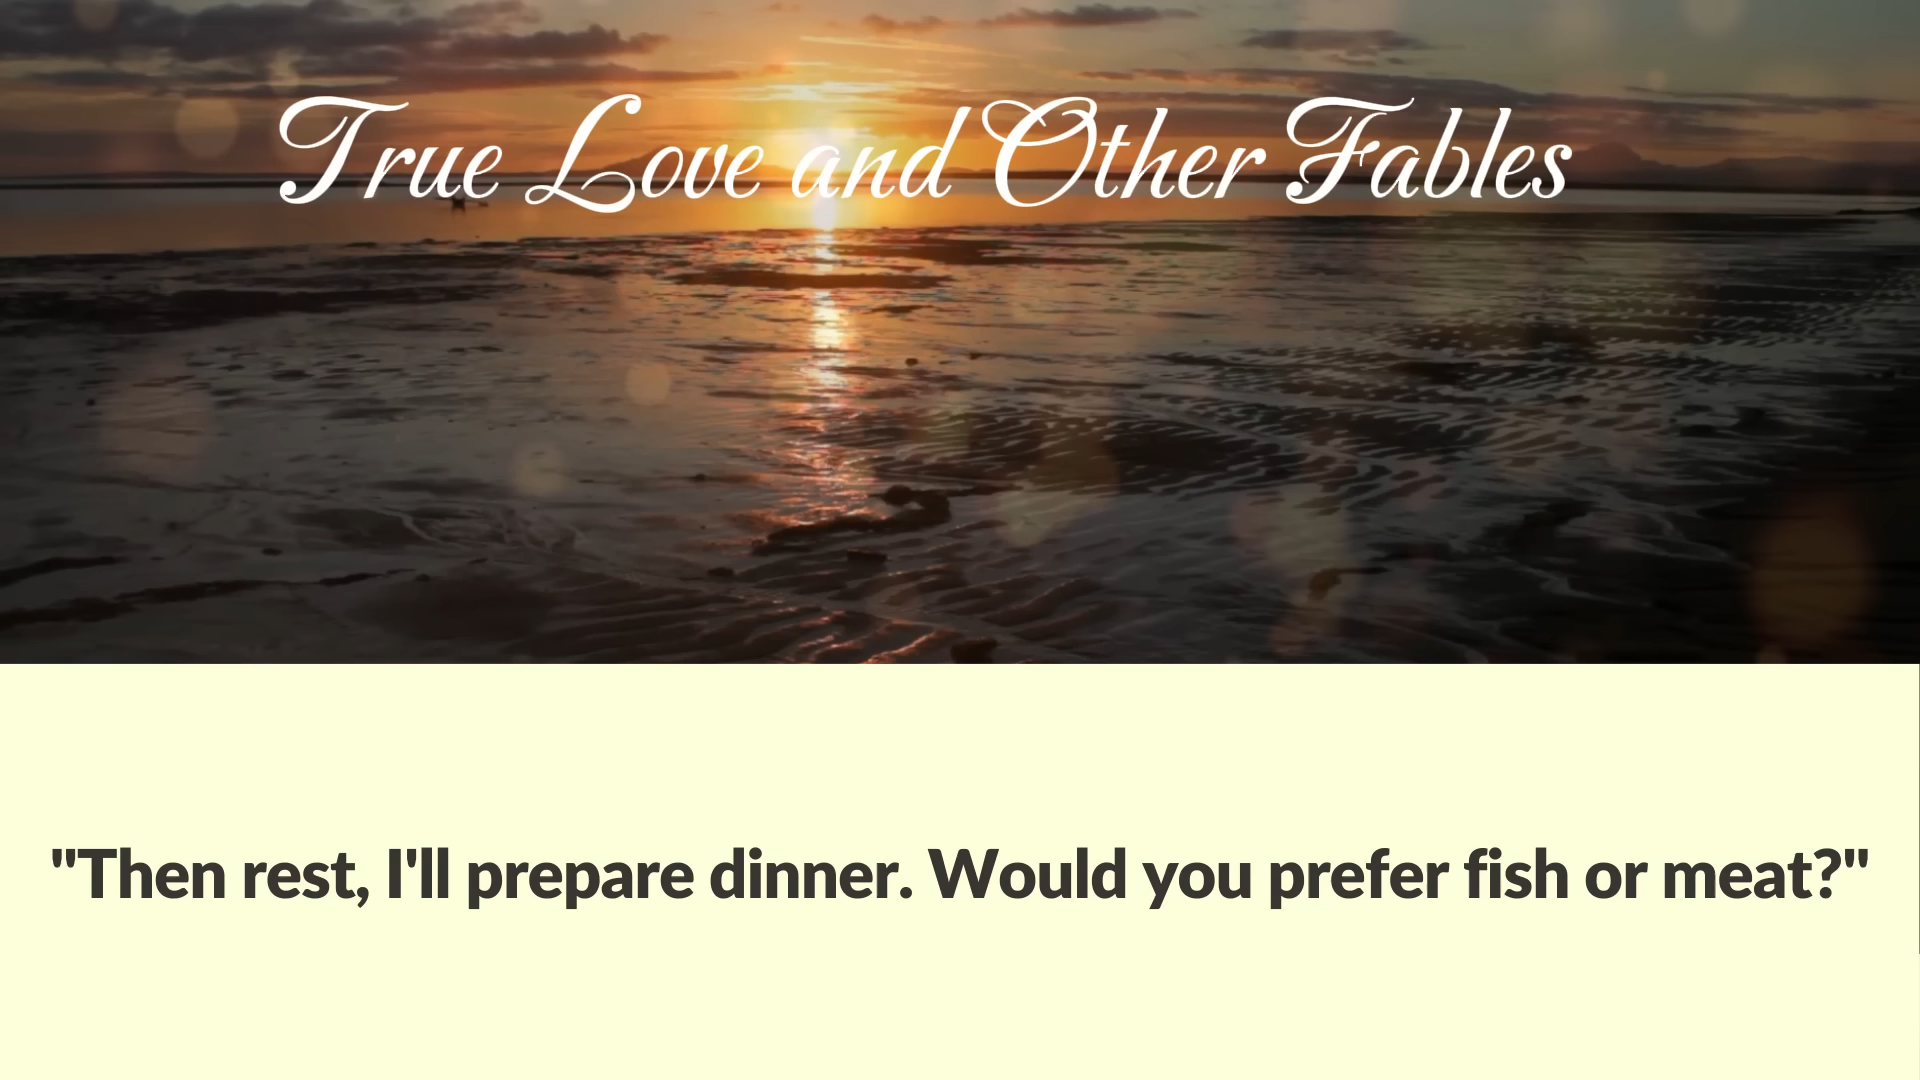 True Love and Other Fables
"Then rest, I'll prepare dinner. Would you prefer fish or meat?"